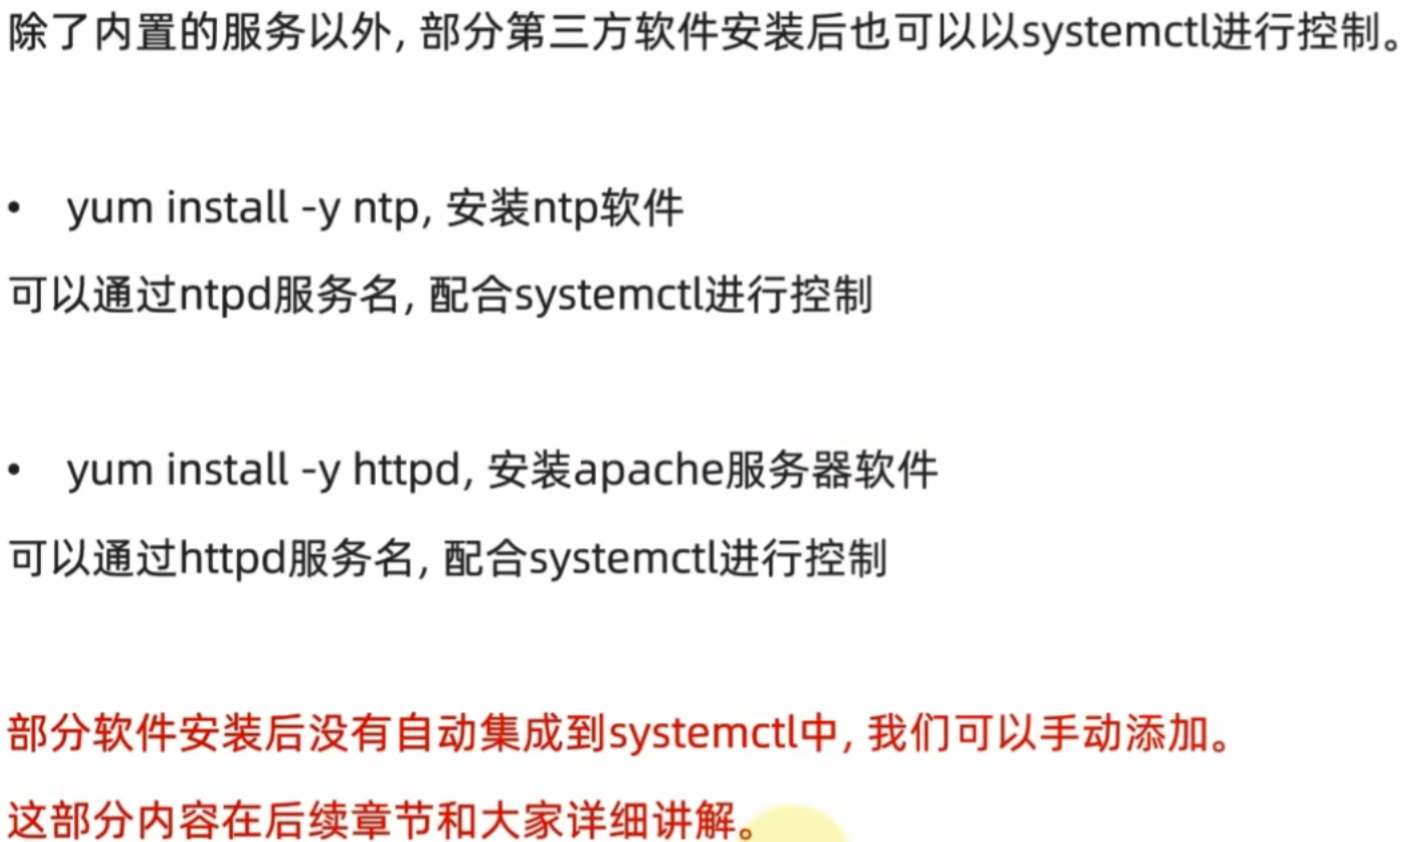 除了内置的服务以外, 部分第三方软件安装后也可以以systemctl进行控制。
• yum install -y ntp, 安装ntp软件
可以通过ntpd服务名, 配合systemctl进行控制
• yum install -y httpd, 安装apache服务器软件
可以通过httpd服务名, 配合systemctl进行控制
部分软件安装后没有自动集成到systemctl中, 我们可以手动添加。
这部分内容在后续章节和大家详细讲解。